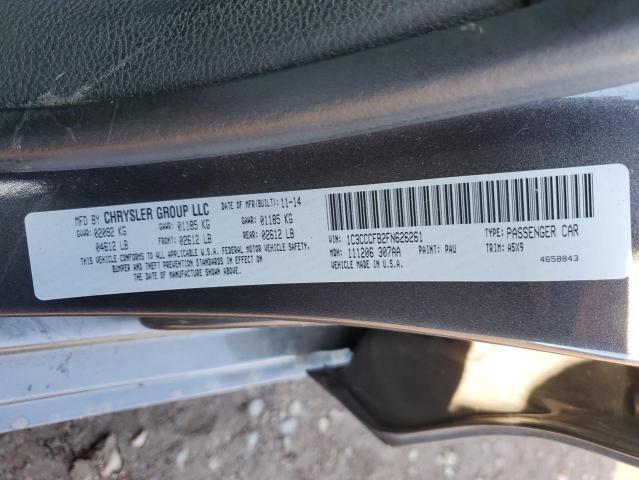 MFD BY CHRYSLER GROUP LLC DATE OF MFR(BUILT): 11-14
GVWR: 02092 KG GAWR: 01185 KG GAWR: 01185 KG
04612 LB FRONT: 02612 LB REAR: 02612 LB
THIS VEHICLE CONFORMS TO ALL APPLICABLE U.S.A. FEDERAL MOTOR VEHICLE SAFETY,
BUMPER AND THEFT PREVENTION STANDARDS IN EFFECT ON
THE DATE OF MANUFACTURE SHOWN ABOVE.
VIN: 1C3CCCFB2FN626261 TYPE: PASSENGER CAR
MDH: 111206 307AA PAINT: PAU TRIM: A5X9
VEHICLE MADE IN U.S.A. 4658843